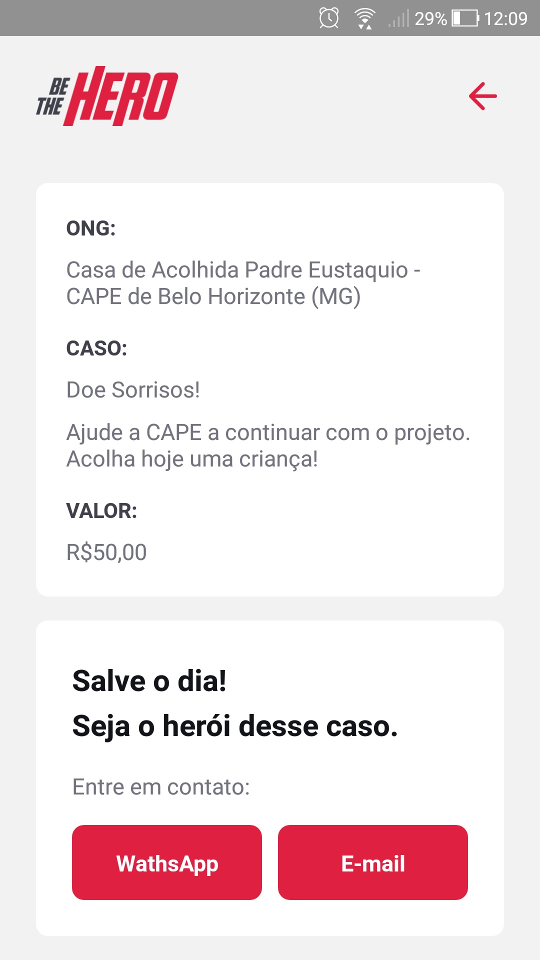 29% 12:09
BE
THE HERO
ONG:
Casa de Acolhida Padre Eustaquio -
CAPE de Belo Horizonte (MG)
CASO:
Doe Sorrisos!
Ajude a CAPE a continuar com o projeto.
Acolha hoje uma criança!
VALOR:
R$50,00
Salve o dia!
Seja o herói desse caso.
Entre em contato:
WathsApp E-mail